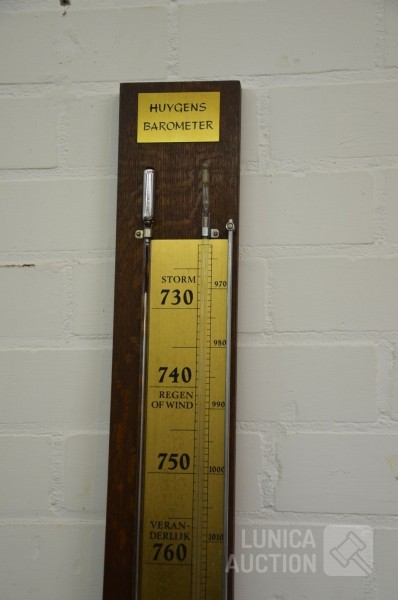 HUYGENS
BAROMETER
STORM
730
970
980
740
REGEN
OF WIND
990
750
1000
VERAN-
DERLIJK
1010
760
LUNICA
AUCTION